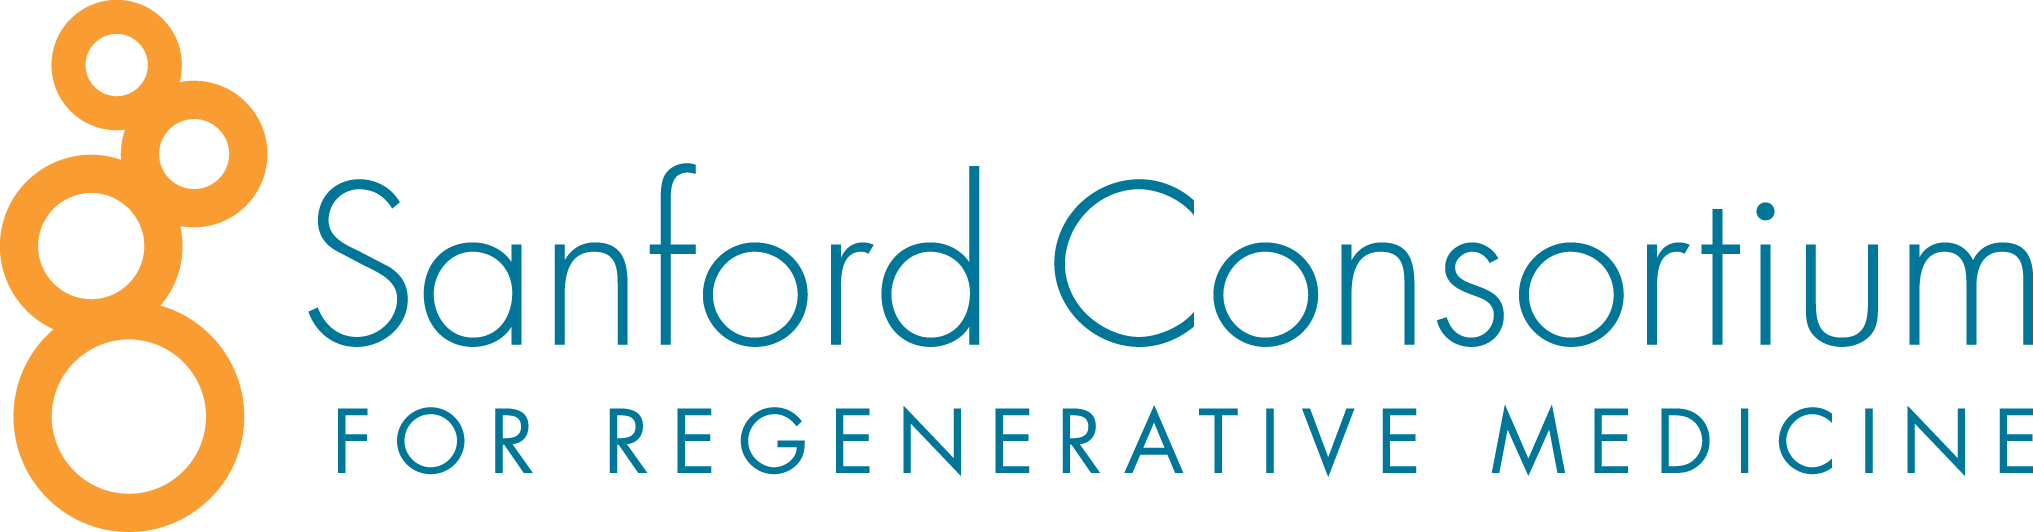 Sanford Consortium
FOR REGENERATIVE MEDICINE